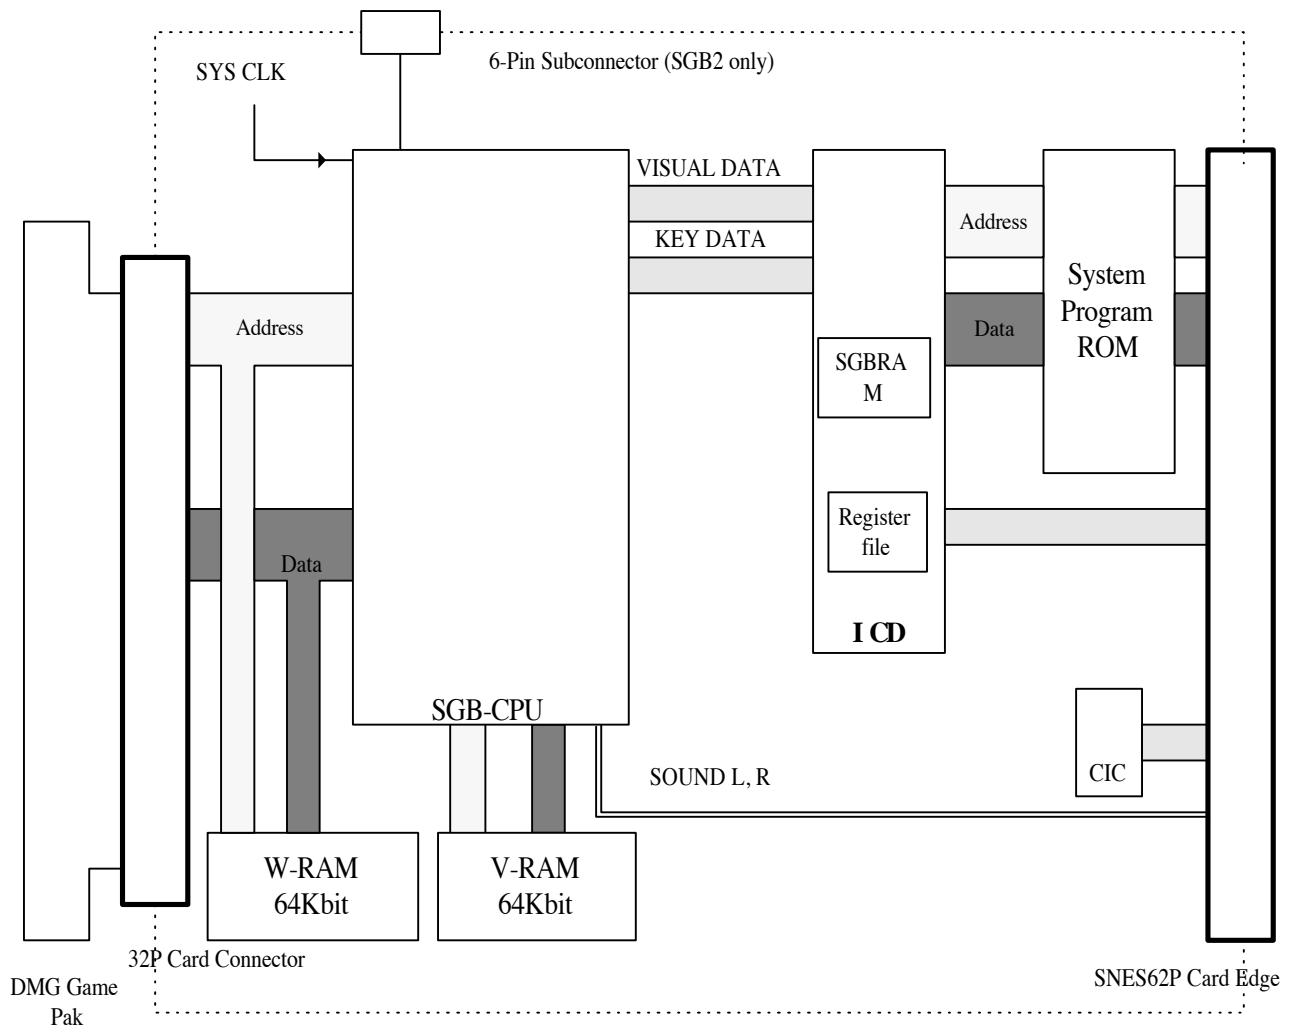 6-Pin Subconnector (SGB2 only)
SYS CLK
VISUAL DATA
KEY DATA
Address
Data
System
Program
ROM
Address
Data
SGBRA
M
Register
file
I CD
SGB-CPU
CIC
SOUND L, R
W-RAM
64Kbit
V-RAM
64Kbit
32P Card Connector
DMG Game
Pak
SNES62P Card Edge